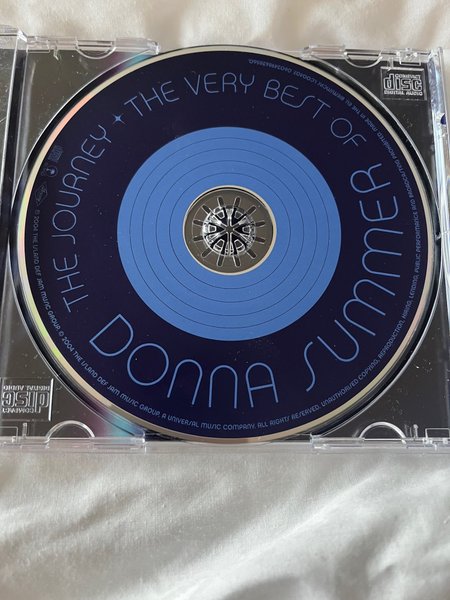 THE JOURNEY ✦ THE VERY BEST OF
DONNA SUMMER
© 2004 THE ISLAND DEF JAM MUSIC GROUP. ℗ 2004 THE ISLAND DEF JAM MUSIC GROUP. A UNIVERSAL MUSIC COMPANY. ALL RIGHTS RESERVED. UNAUTHORISED COPYING, REPRODUCTION, HIRING, LENDING, PUBLIC PERFORMANCE AND BROADCASTING PROHIBITED. MADE IN THE EU.
COMPACT
disc
DIGITAL AUDIO
COMPACT
disc
DIGITAL AUDIO